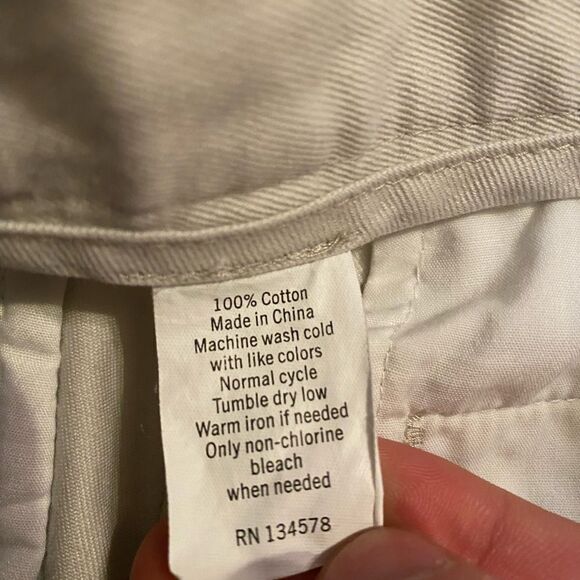 100% Cotton
Made in China
Machine wash cold
with like colors
Normal cycle
Tumble dry low
Warm iron if needed
Only non-chlorine
bleach
when needed
RN 134578